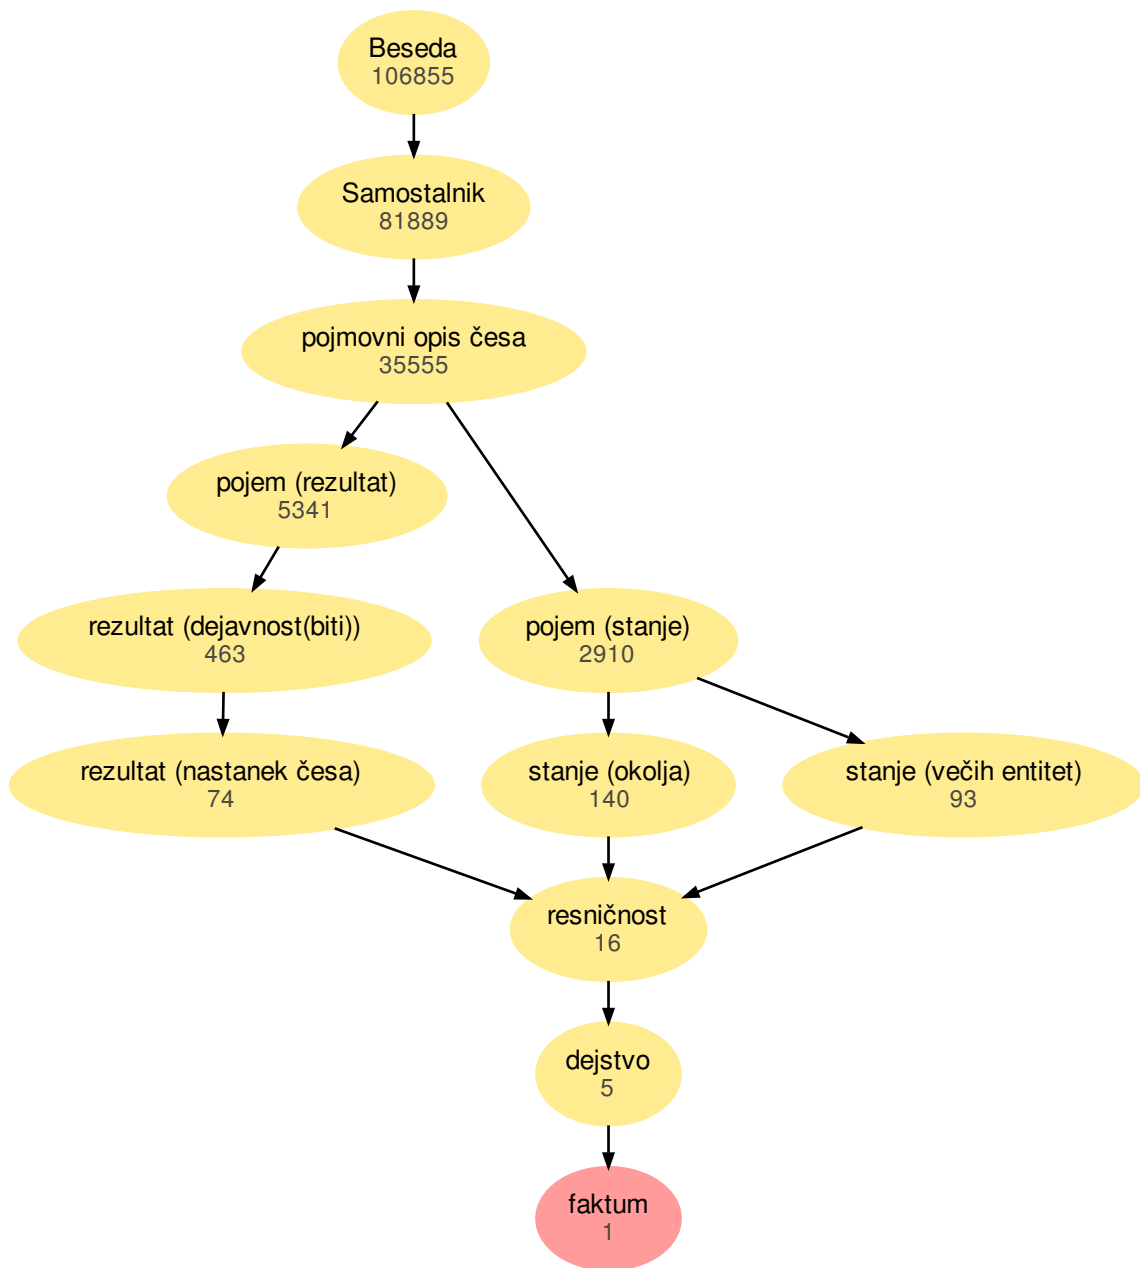 Beseda
106855
Samostalnik
81889
pojmovni opis česa
35555
pojem (rezultat)
5341
rezultat (dejavnost(biti))
463
pojem (stanje)
2910
rezultat (nastanek česa)
74
stanje (okolja)
140
stanje (večih entitet)
93
resničnost
16
dejstvo
5
faktum
1